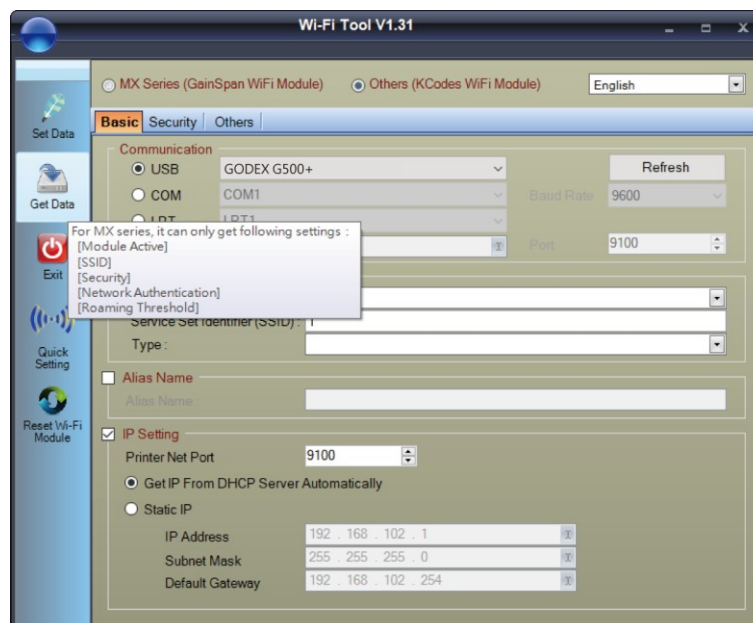 Wi-Fi Tool V1.31
MX Series (GainSpan WiFi Module)
Others (KCodes WiFi Module)
English
Set Data
Get Data
Exit
Quick
Setting
Reset Wi-Fi
Module
Basic
Security
Others
Communication
USB
GODEX G500+
Refresh
COM
COM1
Baud Rate
9600
LPT
LPT1
Port
9100
For MX series, it can only get following settings :
[Module Active]
[SSID]
[Security]
[Network Authentication]
[Roaming Threshold]
Service Set Identifier (SSID) :
1
Type :
Alias Name
Alias Name :
IP Setting
Printer Net Port
9100
Get IP From DHCP Server Automatically
Static IP
IP Address
192 . 168 . 102 . 1
Subnet Mask
255 . 255 . 255 . 0
Default Gateway
192 . 168 . 102 . 254